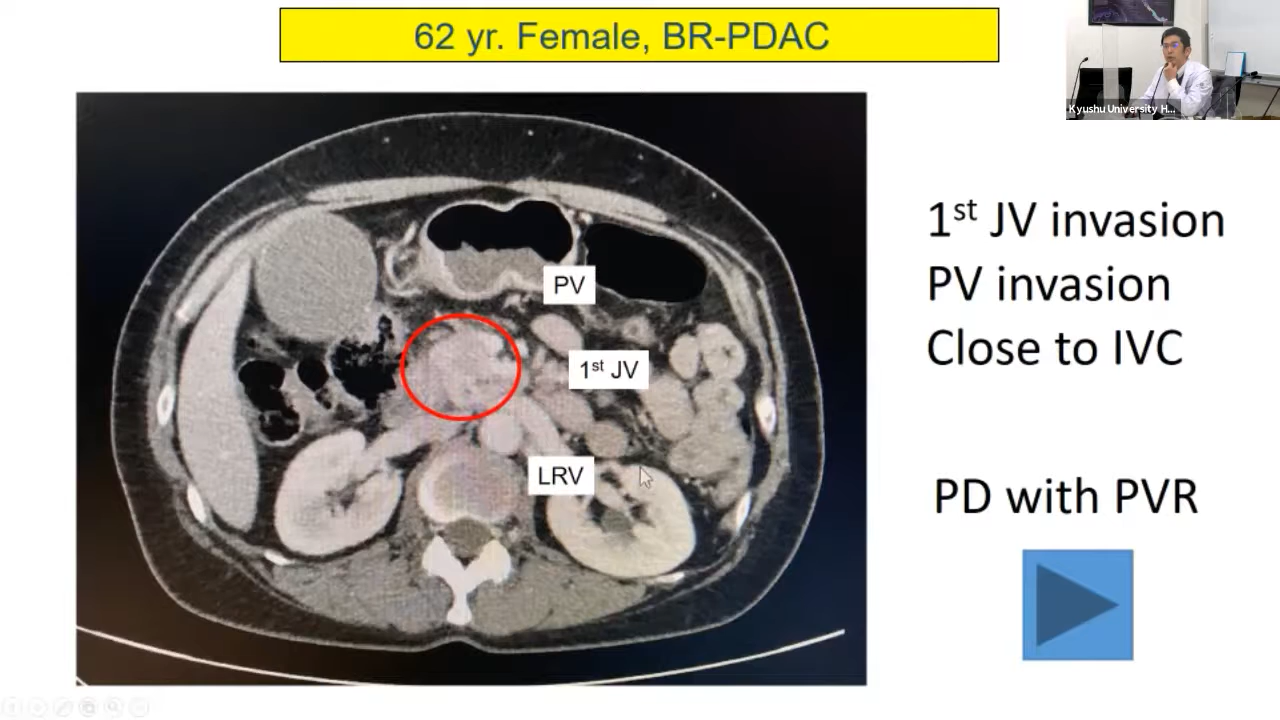 62 yr. Female, BR-PDAC
Kyushu University H...
PV
1st JV
LRV
1st JV invasion
PV invasion
Close to IVC
PD with PVR